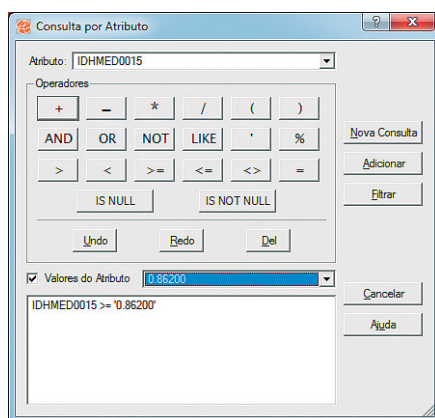 Consulta por Atributo
Atributo: IDHMED0015
Operadores
+ - * / ( )
AND OR NOT LIKE ' %
> < >= <= <> =
IS NULL IS NOT NULL
Undo Redo Del
Nova Consulta
Adicionar
Filtrar
Valores do Atributo 0.86200
IDHMED0015 >= '0.86200'
Cancelar
Ajuda